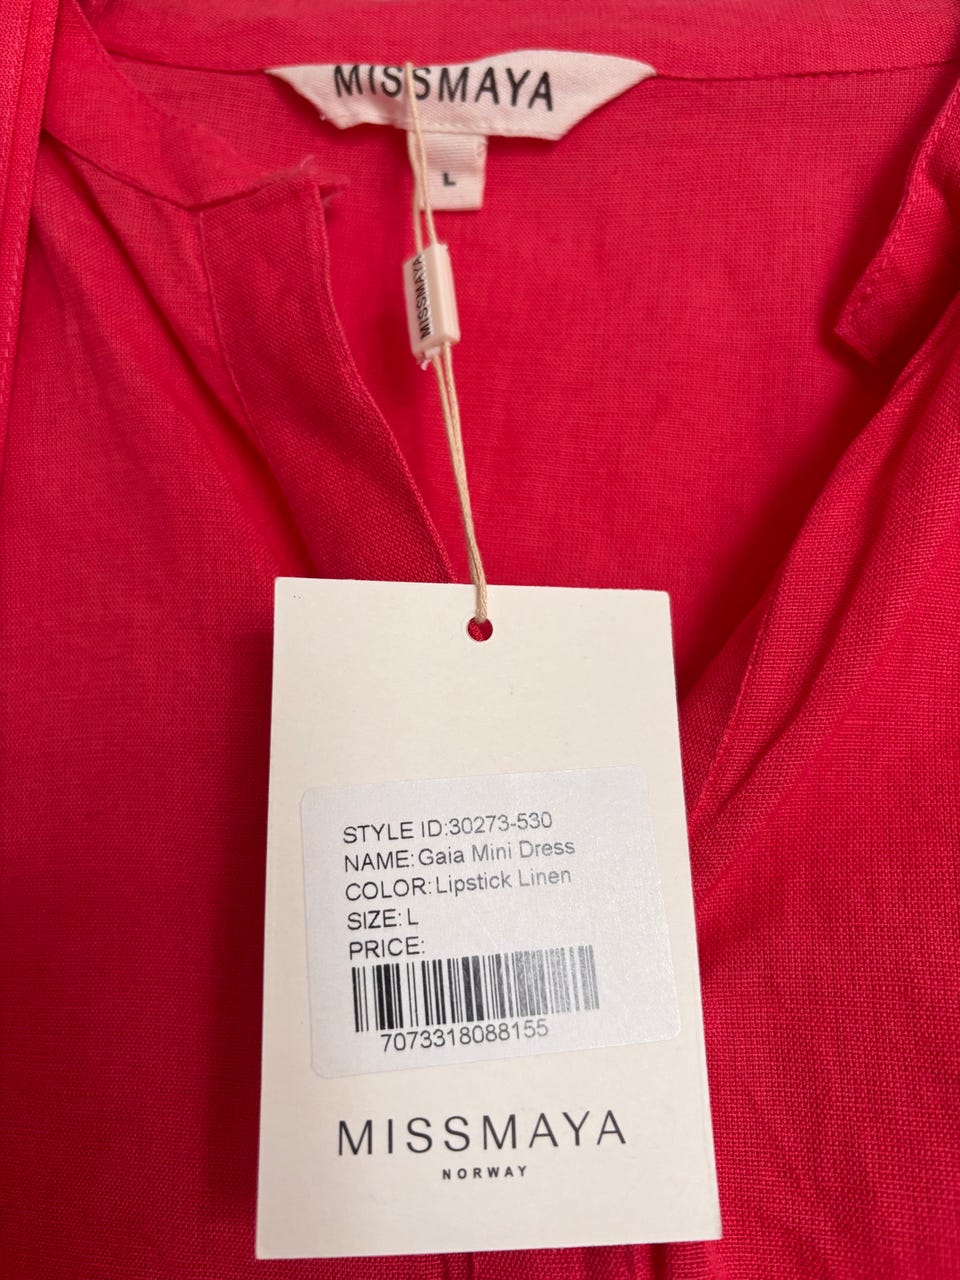 MISSMAYA
L
MISSMAYA
STYLE ID:30273-530
NAME:Gaia Mini Dress
COLOR:Lipstick Linen
SIZE:L
PRICE:
7073318088155
MISSMAYA
NORWAY